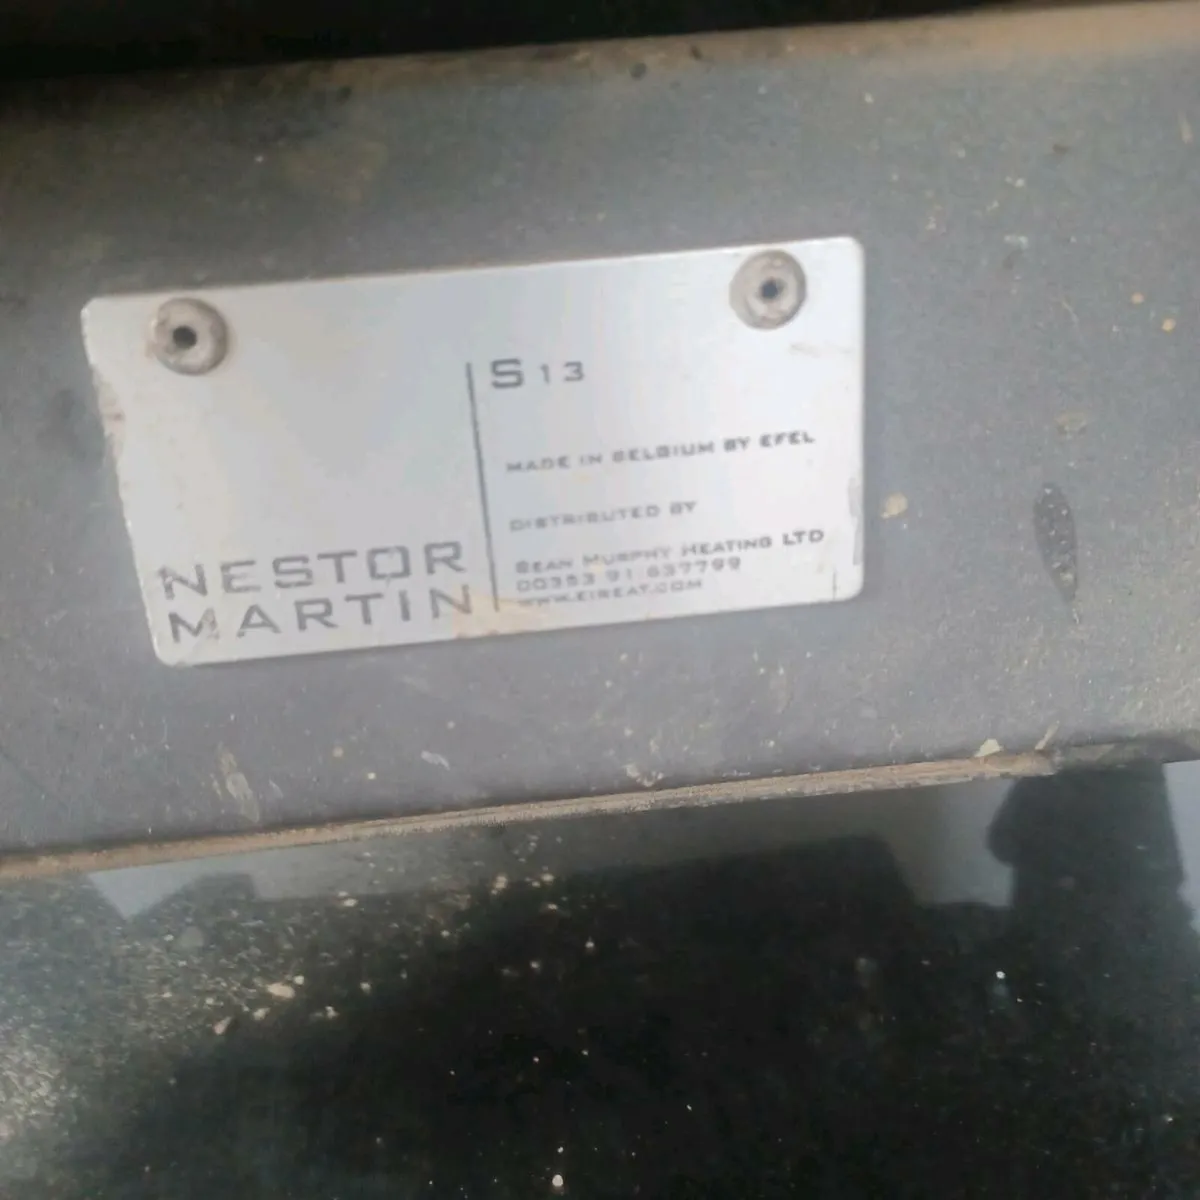 S 13
MADE IN BELGIUM BY EFEL
DISTRIBUTED BY
SEAN MURPHY HEATING LTD
00353 91 637799
WWW.EIREAT.COM
NESTOR
MARTIN